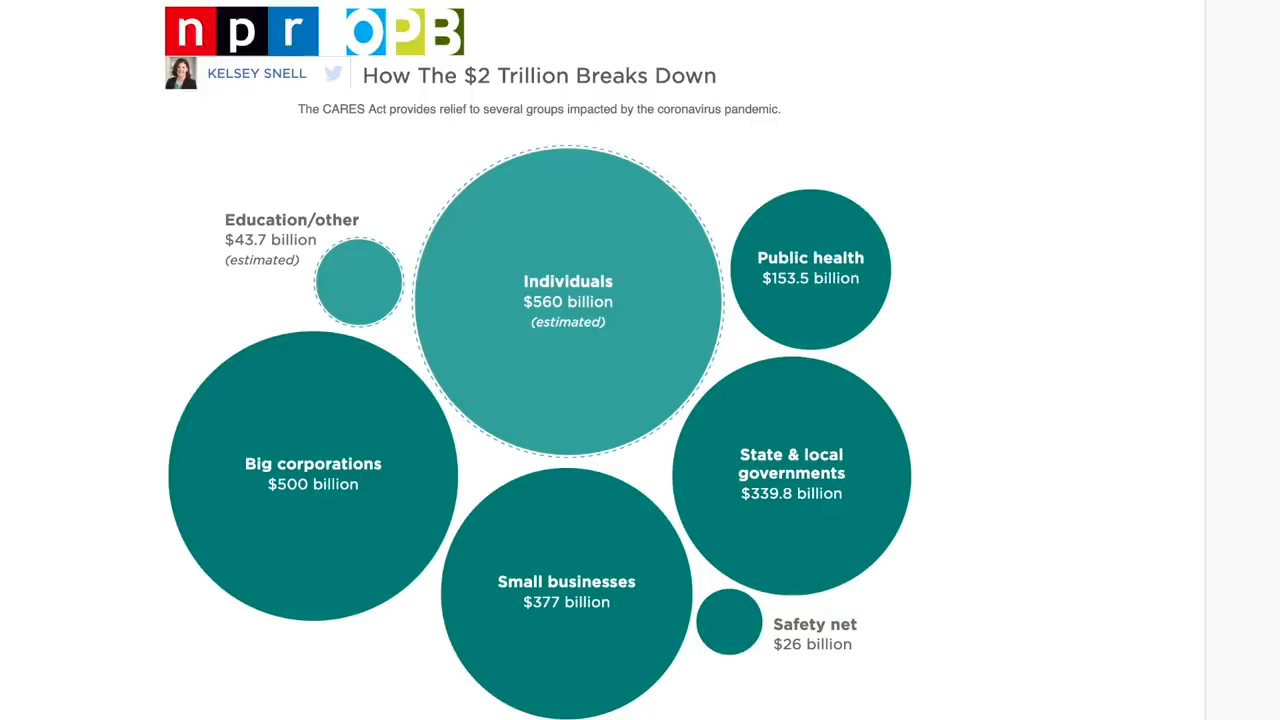 npr OPB
KELSEY SNELL
How The $2 Trillion Breaks Down
The CARES Act provides relief to several groups impacted by the coronavirus pandemic.
Education/other
$43.7 billion
(estimated)
Individuals
$560 billion
(estimated)
Public health
$153.5 billion
Big corporations
$500 billion
State & local
governments
$339.8 billion
Small businesses
$377 billion
Safety net
$26 billion